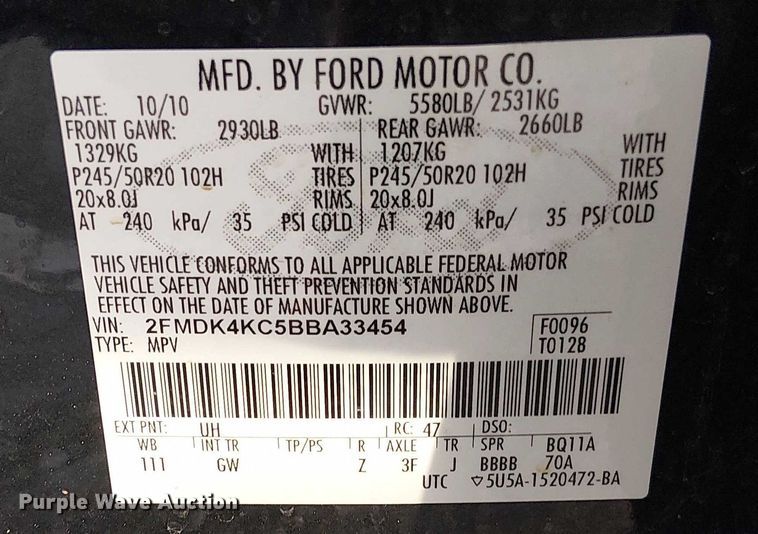 MFD. BY FORD MOTOR CO.
DATE: 10/10 GVWR: 5580LB/ 2531KG
FRONT GAWR: 2930LB REAR GAWR: 2660LB
1329KG WITH 1207KG WITH
P245/50R20 102H TIRES P245/50R20 102H TIRES
20x8.0J RIMS 20x8.0J RIMS
AT 240 kPa/ 35 PSI COLD AT 240 kPa/ 35 PSI COLD
THIS VEHICLE CONFORMS TO ALL APPLICABLE FEDERAL MOTOR
VEHICLE SAFETY AND THEFT PREVENTION STANDARDS IN
EFFECT ON THE DATE OF MANUFACTURE SHOWN ABOVE.
VIN: 2FMDK4KC5BBA33454 F0096
TYPE: MPV T0128
EXT PNT: UH RC: 47 DSO:
WB INT TR TP/PS R AXLE TR SPR BQ11A
111 GW Z 3F J BBBB 70A
UTC ▽5U5A-1520472-BA
Purple Wave Auction